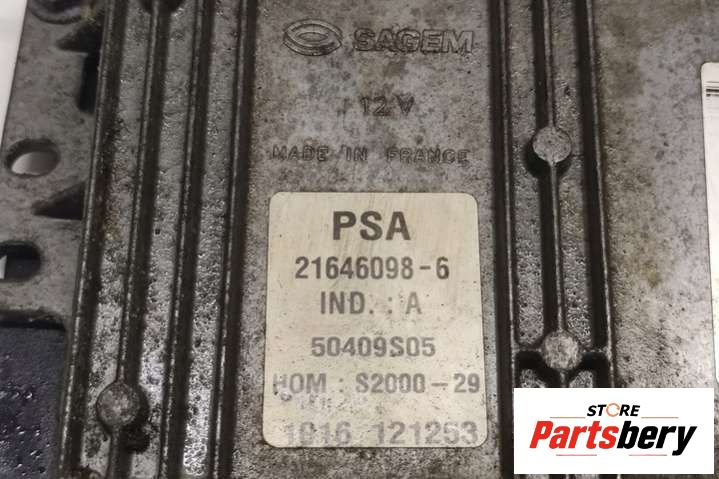 SAGEM
12V
MADE IN FRANCE
PSA
21646098-6
IND. : A
50409S05
HOM : S2000-29
1016 121253
STORE
Partsbery